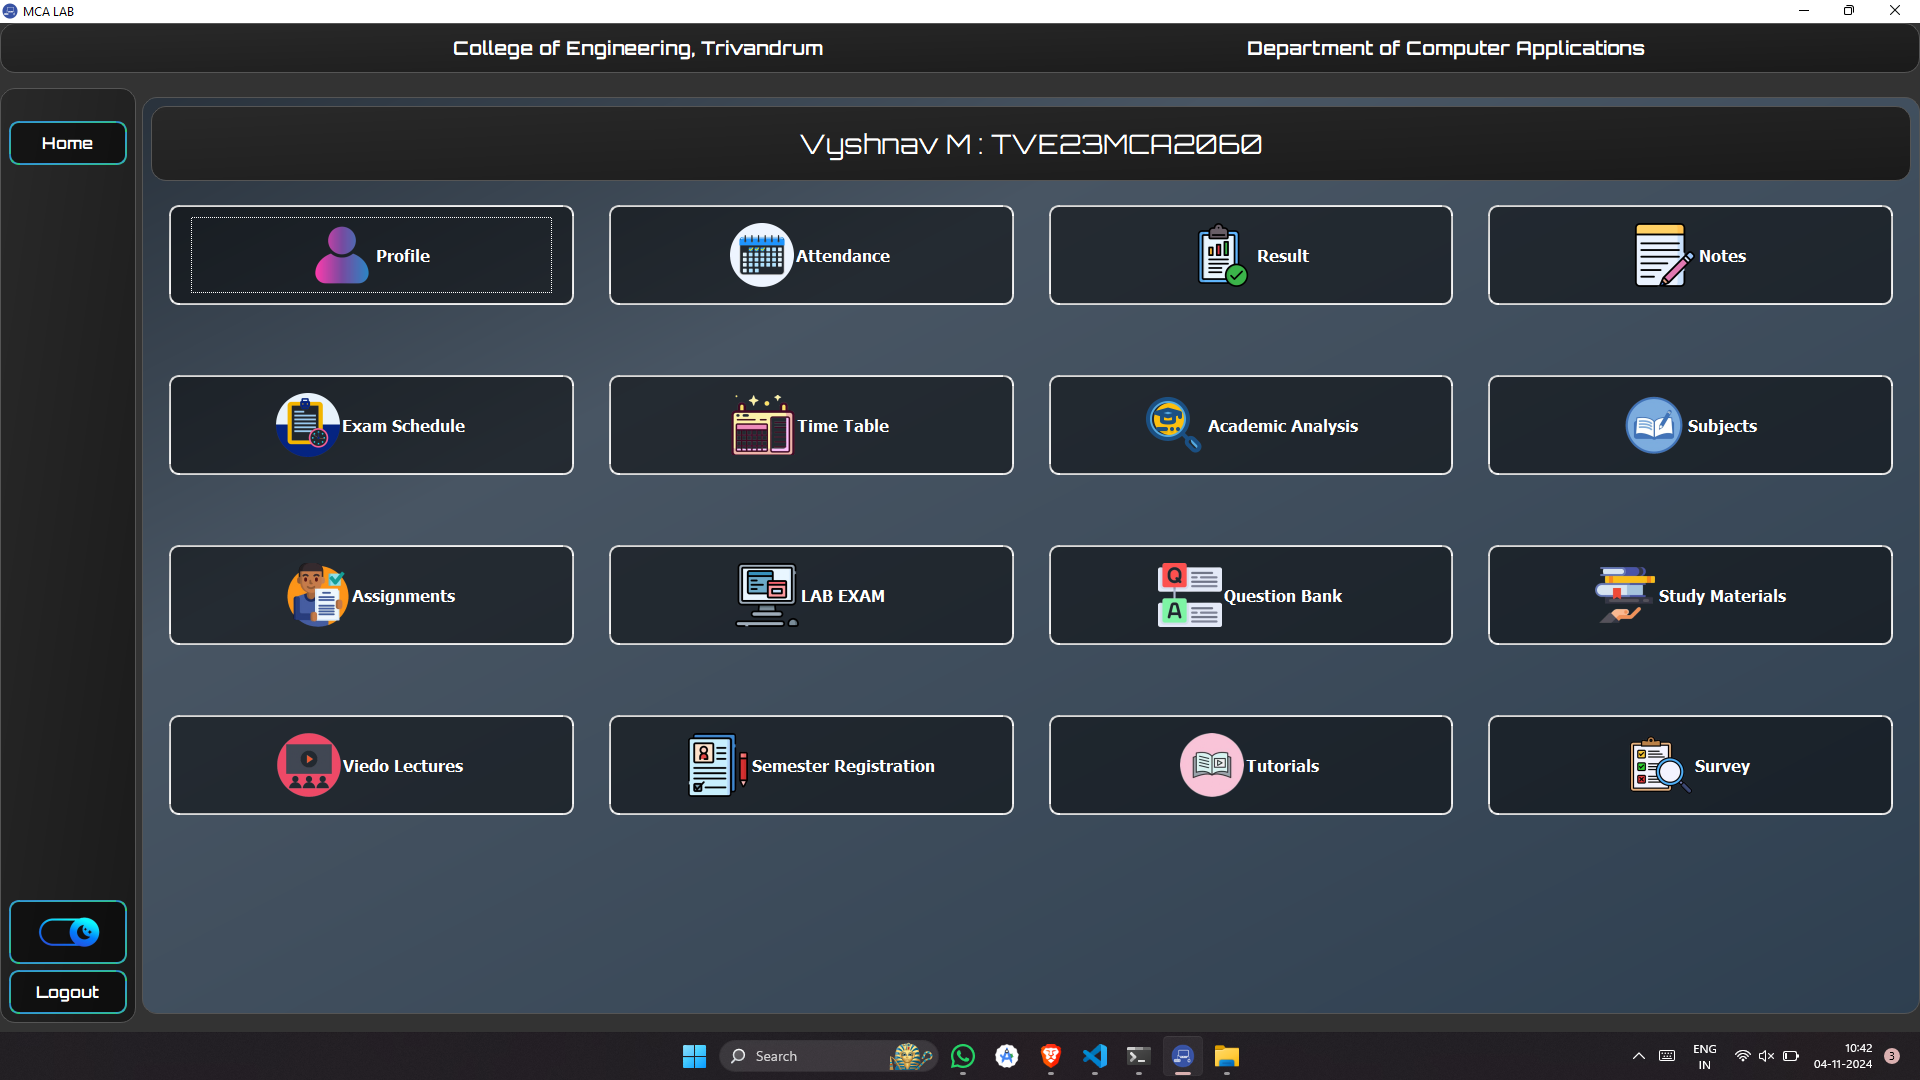 MCA LAB
College of Engineering, Trivandrum
Department of Computer Applications
Home
Vyshnav M : TVE23MCA2060
Profile
Attendance
Result
Notes
Exam Schedule
Time Table
Academic Analysis
Subjects
Assignments
LAB EXAM
Q
A
Question Bank
Study Materials
Viedo Lectures
Semester Registration
Tutorials
Survey
Logout
Search
ENG
IN
10:42
04-11-2024
3